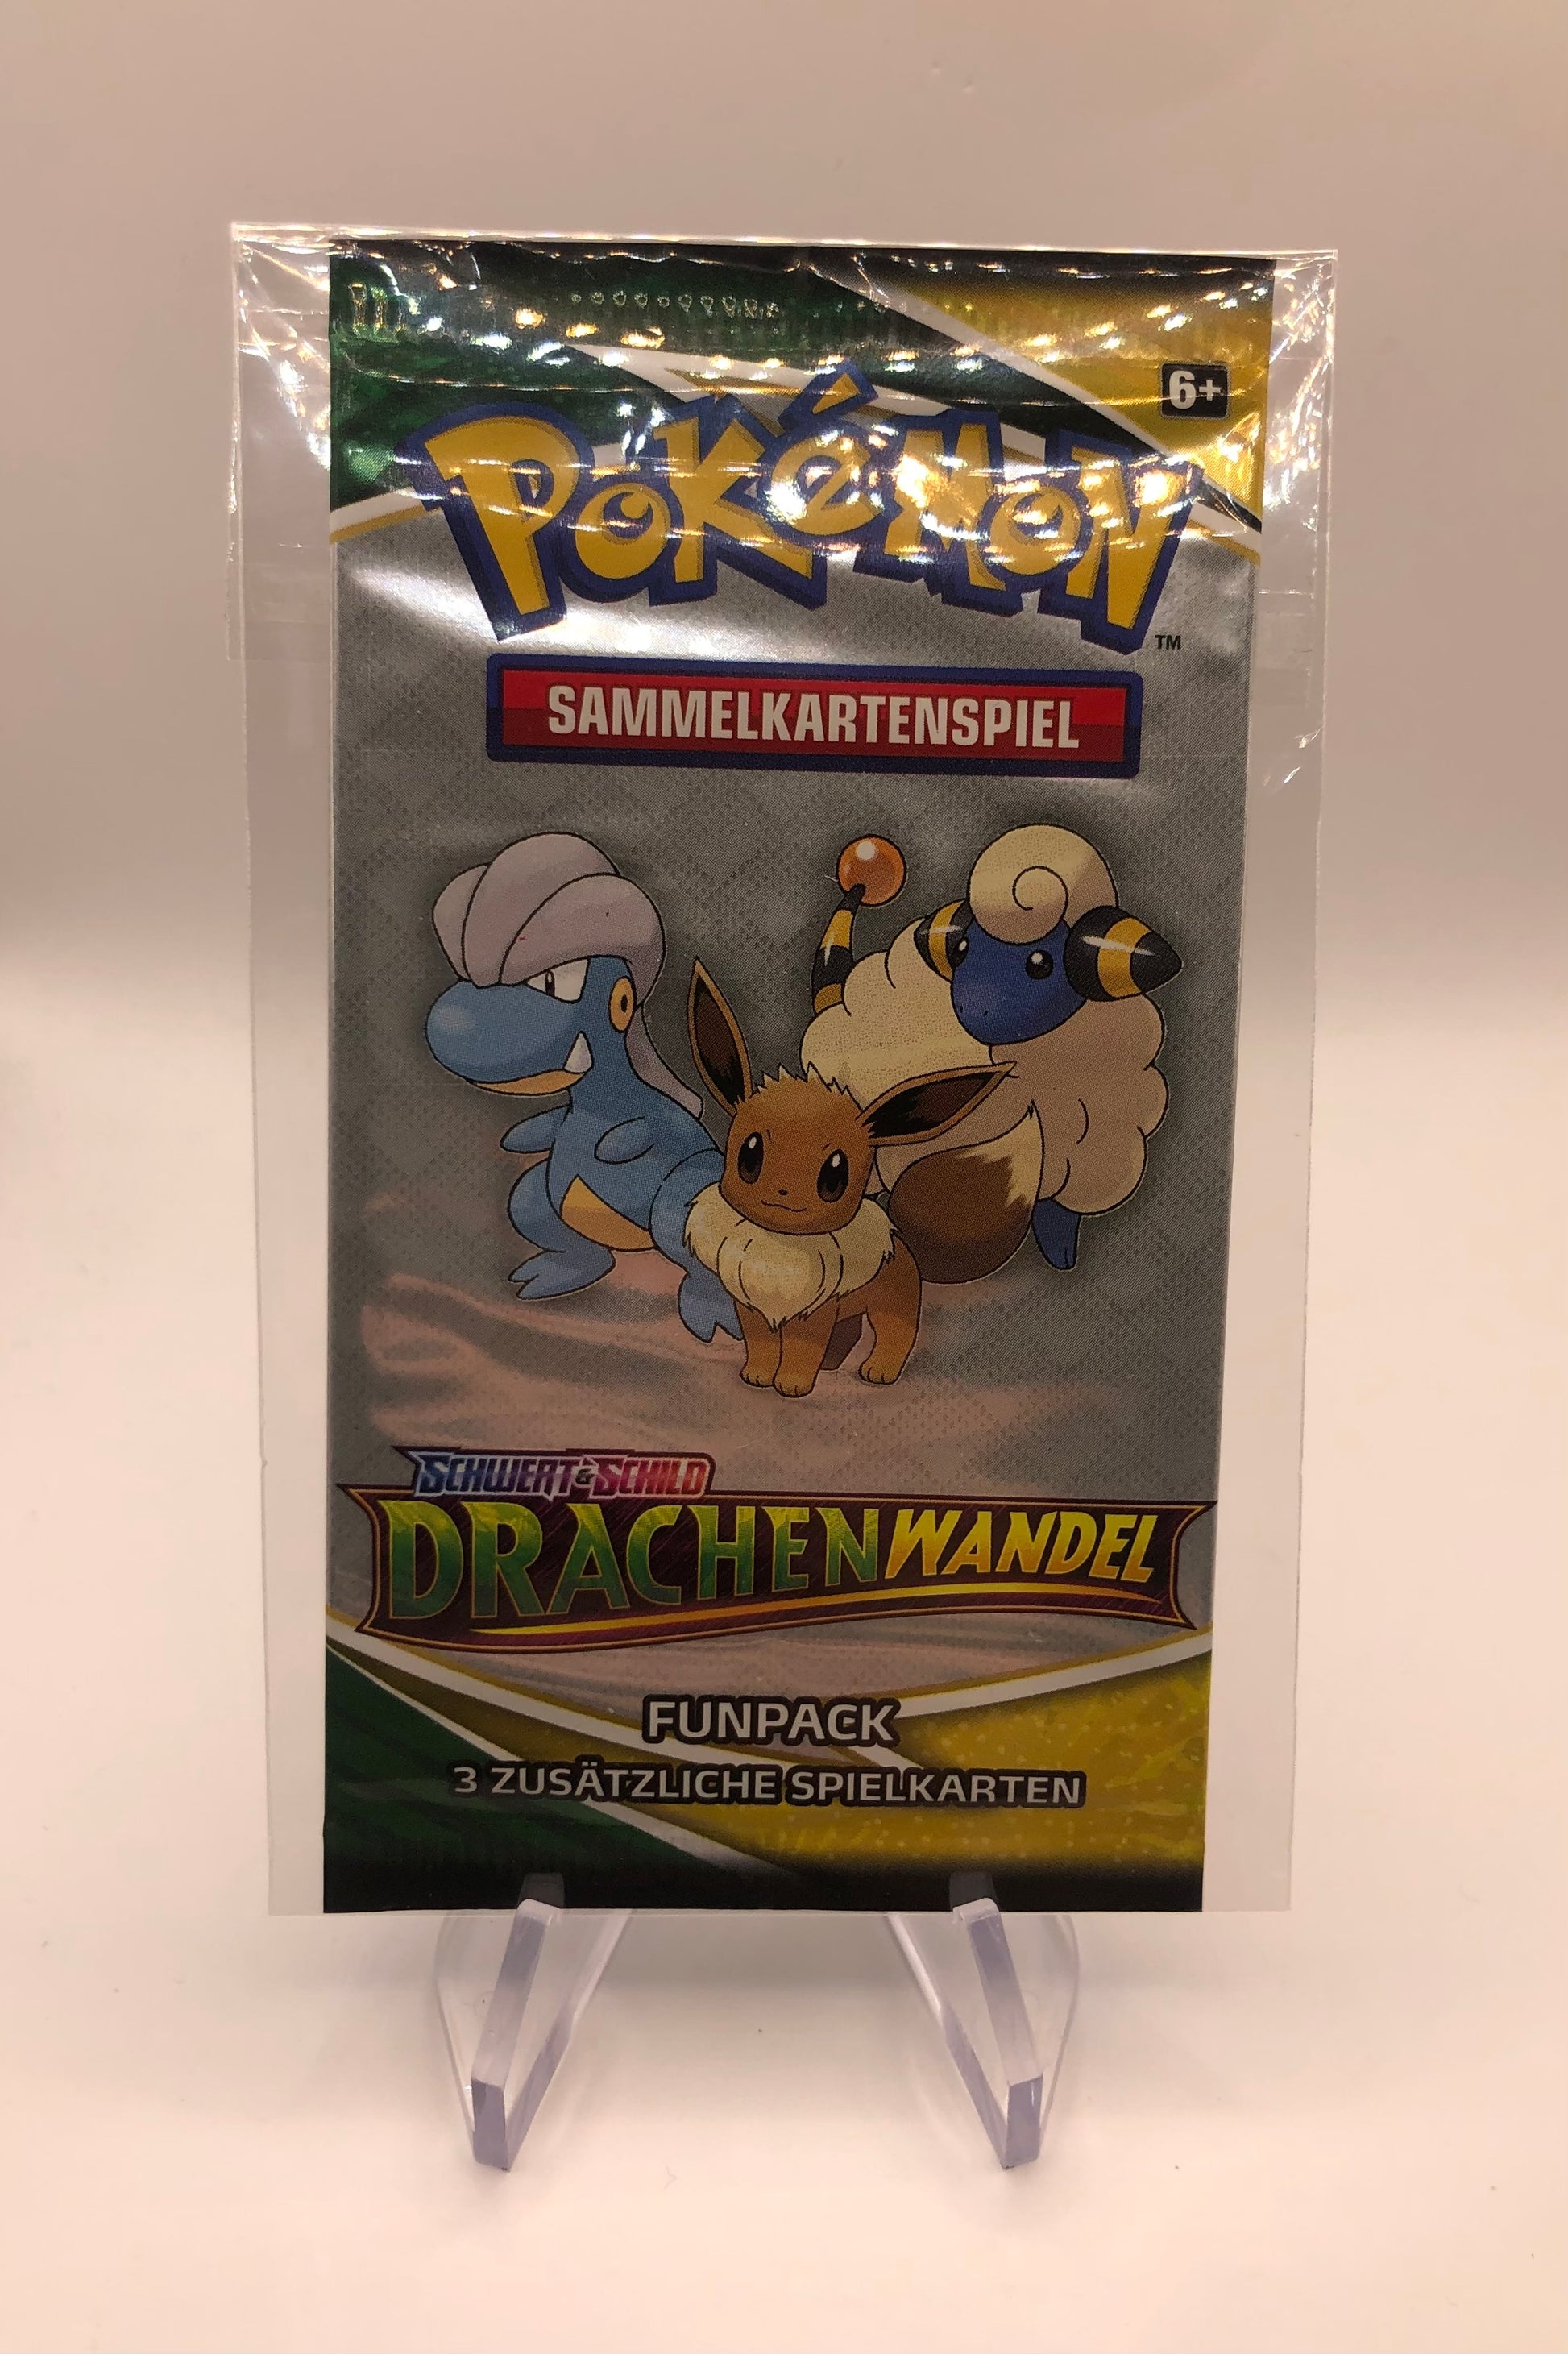 6+
POKéMON
TM
SAMMELKARTENSPIEL
SCHWERT & SCHILD
DRACHENWANDEL
FUNPACK
3 ZUSÄTZLICHE SPIELKARTEN